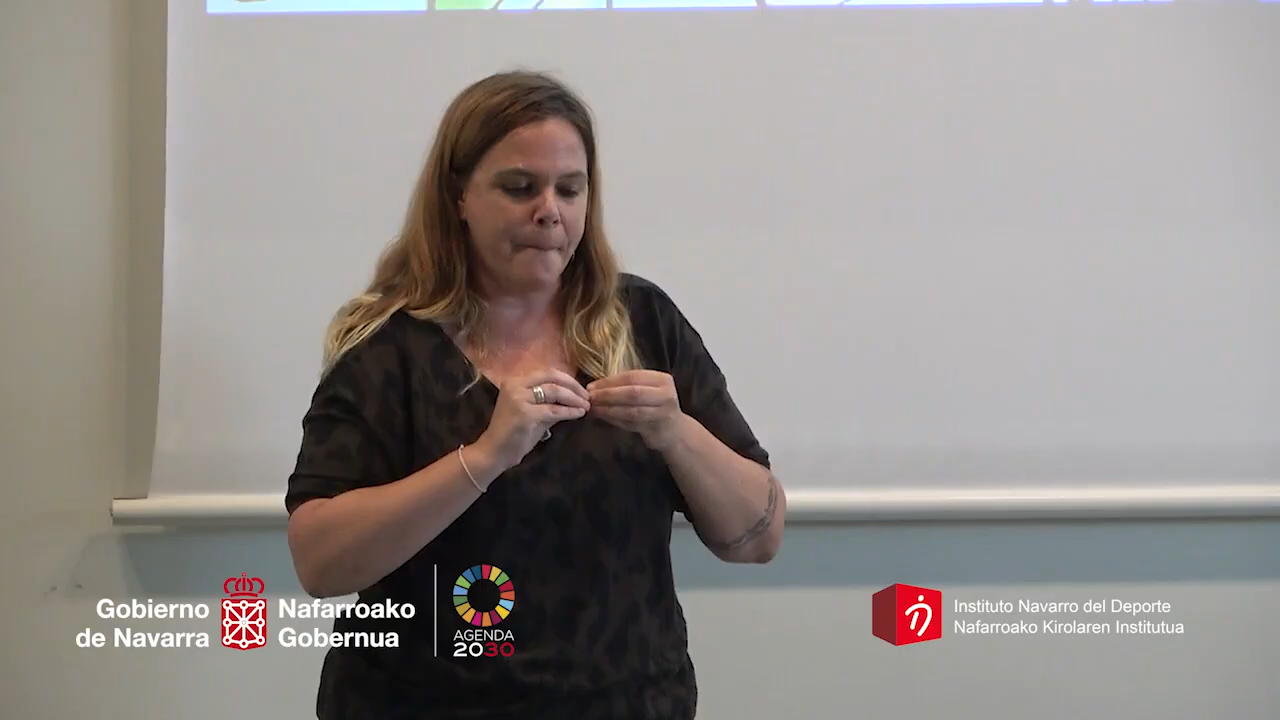 Gobierno
de Navarra
Nafarroako
Gobernua
AGENDA
2030
Instituto Navarro del Deporte
Nafarroako Kirolaren Institutua